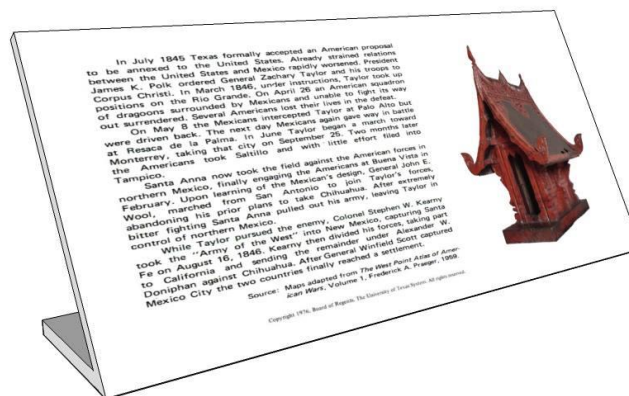 In July 1845 Texas formally accepted an American proposal
to be annexed to the United States. Already strained relations
between the United States and Mexico rapidly worsened. President
James K. Polk ordered General Zachary Taylor and his troops to
Corpus Christi. In March 1846, under instructions, Taylor took up
positions on the Rio Grande. On April 26 an American squadron
of dragoons surrounded by Mexicans and unable to fight its way
out surrendered. Several Americans lost their lives in the defeat.
On May 8 the Mexicans intercepted Taylor at Palo Alto but
were driven back. The next day Mexicans again gave way in battle
at Resaca de la Palma. In June Taylor began a march toward
Monterrey, taking that city on September 25. Two months later
the Americans took Saltillo and with little effort filed into
Tampico.
Santa Anna now took the field against the American forces in
northern Mexico, finally engaging the Americans at Buena Vista in
February. Upon learning of the Mexican's design, General John E.
Wool, marched from San Antonio to join Taylor's forces,
abandoning his prior plans to take Chihuahua. After extremely
bitter fighting Santa Anna pulled out his army, leaving Taylor in
control of northern Mexico.
While Taylor pursued the enemy, Colonel Stephen W. Kearny
took the "Army of the West" into New Mexico, capturing Santa
Fe on August 16, 1846. Kearny then divided his forces, taking part
to California and sending the remainder under Alexander W.
Doniphan against Chihuahua. After General Winfield Scott captured
Mexico City the two countries finally reached a settlement.
Source: Maps adapted from The West Point Atlas of Amer-
ican Wars, Volume 1, Frederick A. Praeger, 1959.
Copyright 1976, Board of Regents, The University of Texas System. All rights reserved.